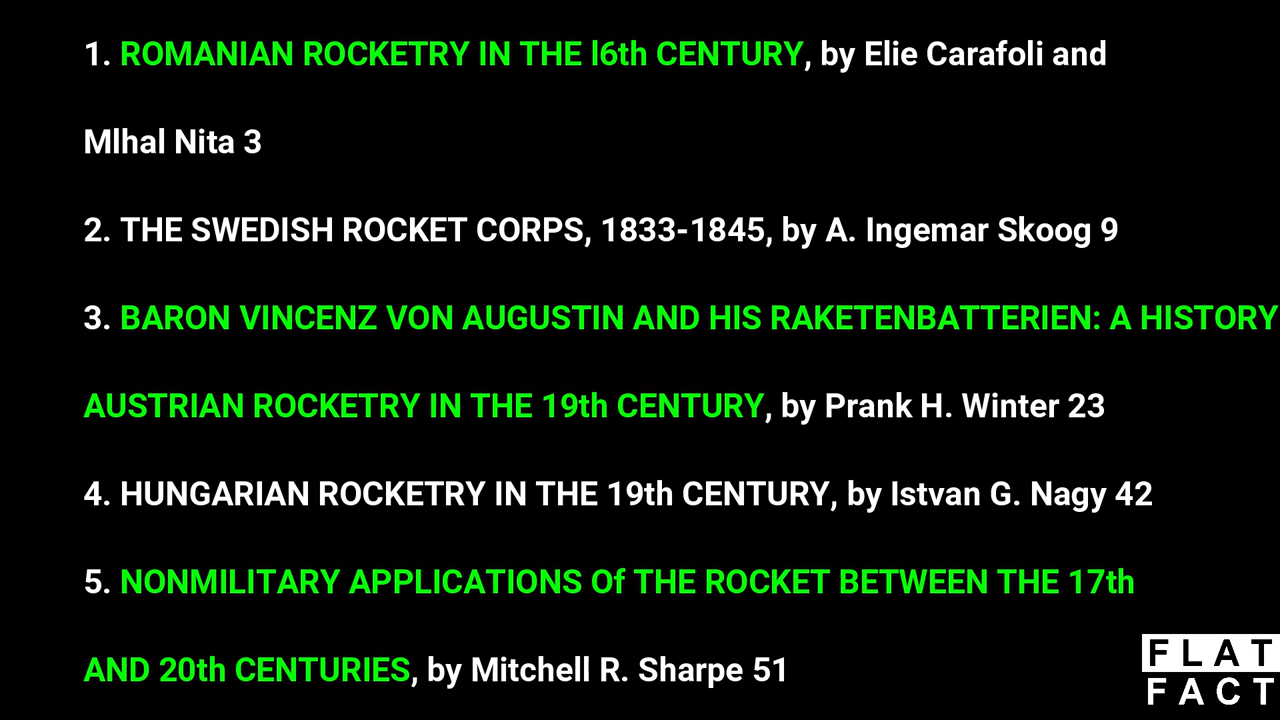 1. ROMANIAN ROCKETRY IN THE l6th CENTURY, by Elie Carafoli and
Mlhal Nita 3
2. THE SWEDISH ROCKET CORPS, 1833-1845, by A. Ingemar Skoog 9
3. BARON VINCENZ VON AUGUSTIN AND HIS RAKETENBATTERIEN: A HISTORY
AUSTRIAN ROCKETRY IN THE 19th CENTURY, by Prank H. Winter 23
4. HUNGARIAN ROCKETRY IN THE 19th CENTURY, by Istvan G. Nagy 42
5. NONMILITARY APPLICATIONS Of THE ROCKET BETWEEN THE 17th
AND 20th CENTURIES, by Mitchell R. Sharpe 51
FLAT
FACT